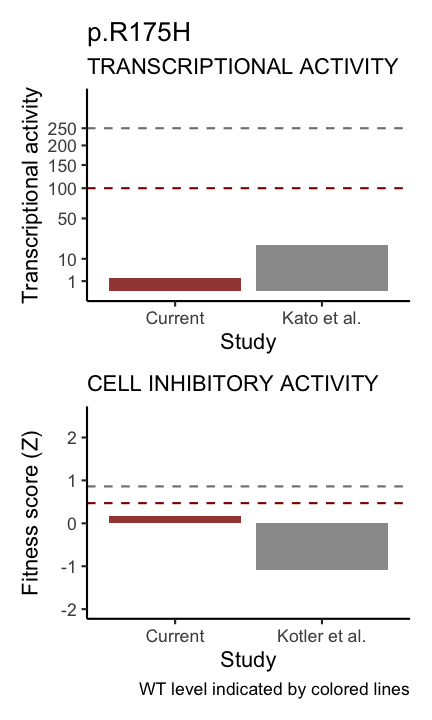 p.R175H
TRANSCRIPTIONAL ACTIVITY
Transcriptional activity
250
200
150
100
50
10
1
Current
Kato et al.
Study
CELL INHIBITORY ACTIVITY
Fitness score (Z)
2
1
0
-1
-2
Current
Kotler et al.
Study
WT level indicated by colored lines